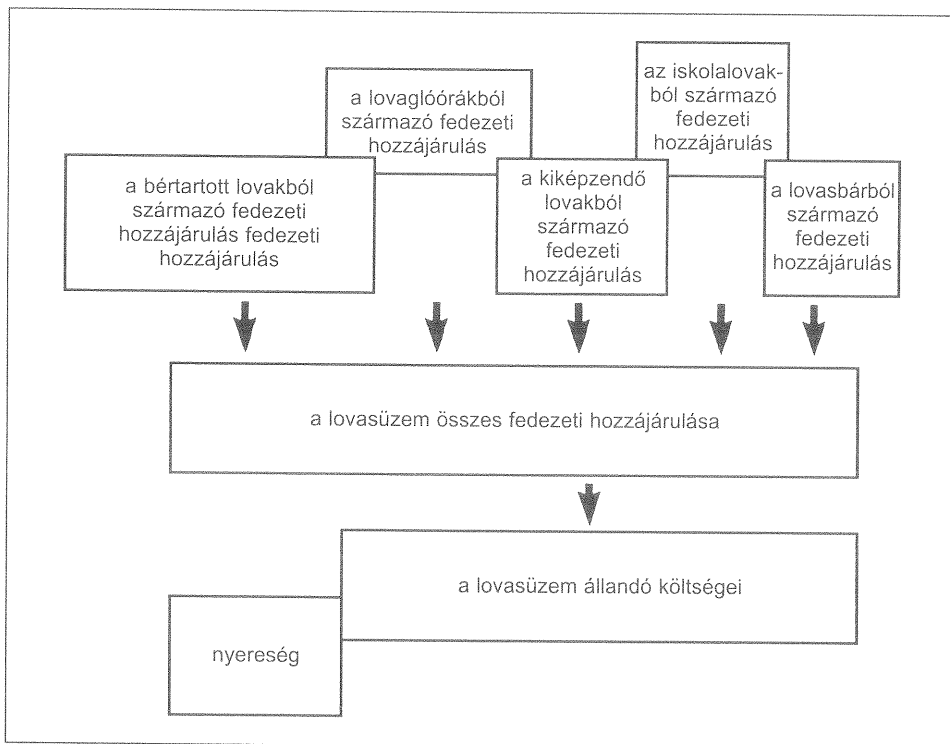 a lovaglóórákból
származó fedezeti
hozzájárulás
az iskolalovak-
ból származó
fedezeti
hozzájárulás
a bértartott lovakból
származó fedezeti
hozzájárulás fedezeti
hozzájárulás
a kiképzendő
lovakból
származó
fedezeti
hozzájárulás
a lovasbárból
származó
fedezeti
hozzájárulás
a lovasüzem összes fedezeti hozzájárulása
a lovasüzem állandó költségei
nyereség